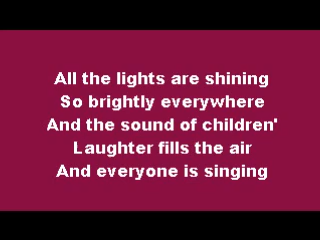 All the lights are shining
So brightly everywhere
And the sound of children'
Laughter fills the air
And everyone is singing